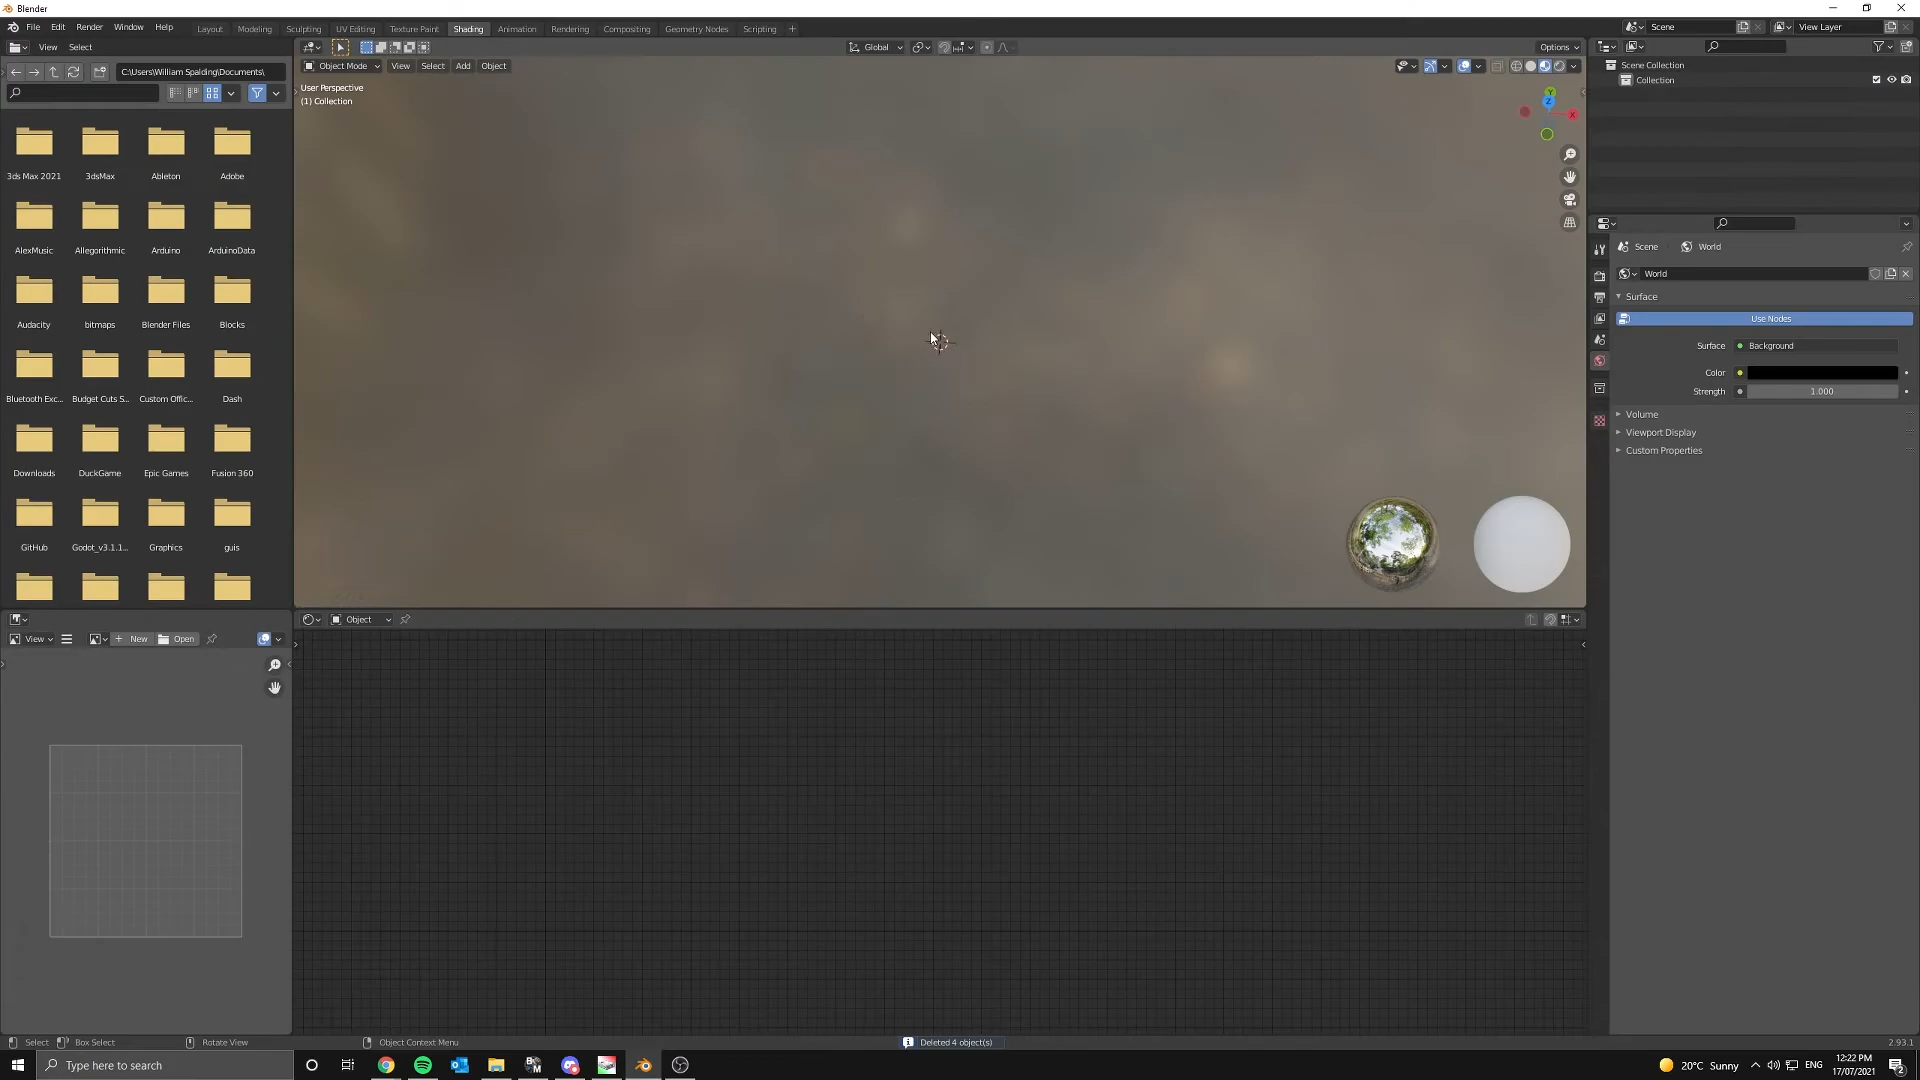 Blender
File Edit Render Window Help Layout Modeling Sculpting UV Editing Texture Paint Shading Animation Rendering Compositing Geometry Nodes Scripting + Scene View Layer
View Select Global Options
C:\Users\William Spalding\Documents\ Object Mode View Select Add Object
User Perspective
(1) Collection
Scene Collection
Collection
Y
Z
X
3ds Max 2021 3dsMax Ableton Adobe
AlexMusic Allegorithmic Arduino ArduinoData
Audacity bitmaps Blender Files Blocks
Bluetooth Exc... Budget Cuts S... Custom Offic... Dash
Downloads DuckGame Epic Games Fusion 360
GitHub Godot_v3.1.1... Graphics guis
Scene World
World
Surface
Use Nodes
Surface Background
Color
Strength 1.000
Volume
Viewport Display
Custom Properties
Object
View + New Open
Select Box Select Rotate View Object Context Menu Deleted 4 object(s) 2.93.1
Type here to search 20°C Sunny ENG 12:22 PM
17/07/2021
2